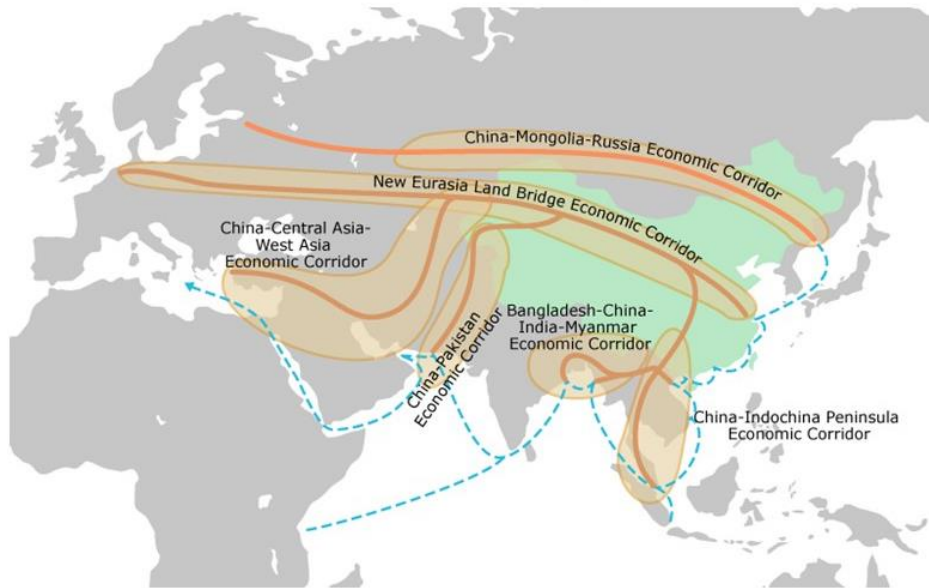 China-Mongolia-Russia Economic Corridor
New Eurasia Land Bridge Economic Corridor
China-Central Asia-
West Asia
Economic Corridor
China-Pakistan
Economic Corridor
Bangladesh-China-
India-Myanmar
Economic Corridor
China-Indochina Peninsula
Economic Corridor